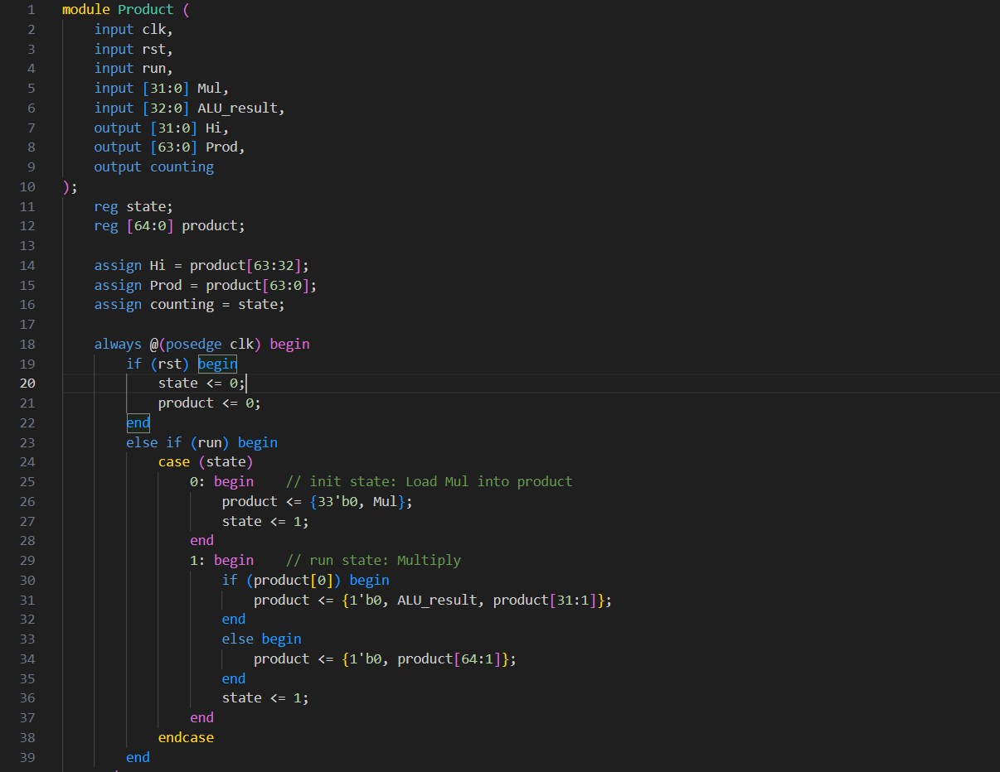 1 module Product (
2     input clk,
3     input rst,
4     input run,
5     input [31:0] Mul,
6     input [32:0] ALU_result,
7     output [31:0] Hi,
8     output [63:0] Prod,
9     output counting
10 );
11     reg state;
12     reg [64:0] product;
13
14     assign Hi = product[63:32];
15     assign Prod = product[63:0];
16     assign counting = state;
17
18     always @(posedge clk) begin
19         if (rst) begin
20             state <= 0;
21             product <= 0;
22         end
23         else if (run) begin
24             case (state)
25                 0: begin    // init state: Load Mul into product
26                     product <= {33'b0, Mul};
27                     state <= 1;
28                 end
29                 1: begin    // run state: Multiply
30                     if (product[0]) begin
31                         product <= {1'b0, ALU_result, product[31:1]};
32                     end
33                     else begin
34                         product <= {1'b0, product[64:1]};
35                     end
36                     state <= 1;
37                 end
38             endcase
39         end